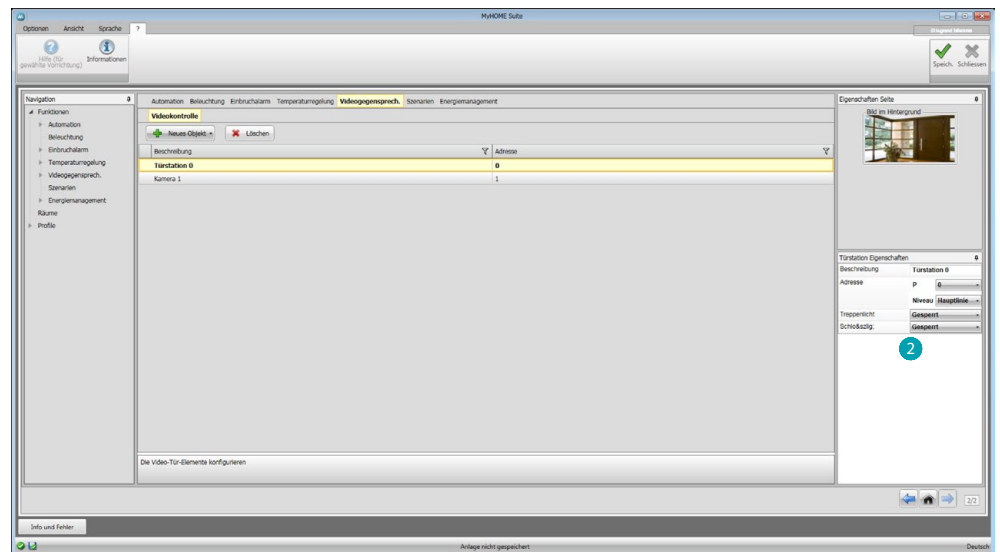 MyHOME Suite
Optionen Ansicht Sprache ?
Hilfe (für gewählte Vorrichtung)
Informationen
Speich. Schliessen
Navigation
Funktionen
Automation
Beleuchtung
Einbruchalarm
Temperaturregelung
Videogegensprech.
Szenarien
Energiemanagement
Räume
Profile
Automation Beleuchtung Einbruchalarm Temperaturregelung Videogegensprech. Szenarien Energiemanagement
Videokontrolle
Neues Objekt Löschen
Beschreibung Adresse
Türstation 0 0
Kamera 1 1
Die Video-Tür-Elemente konfigurieren
Eigenschaften Seite
Bild im Hintergrund
Türstation Eigenschaften
Beschreibung Türstation 0
Adresse P 0
Niveau Hauptlinie
Treppenlicht Gesperrt
Schloßszlg. Gesperrt
2
2/2
Info und Fehler
Anlage nicht gespeichert
Deutsch